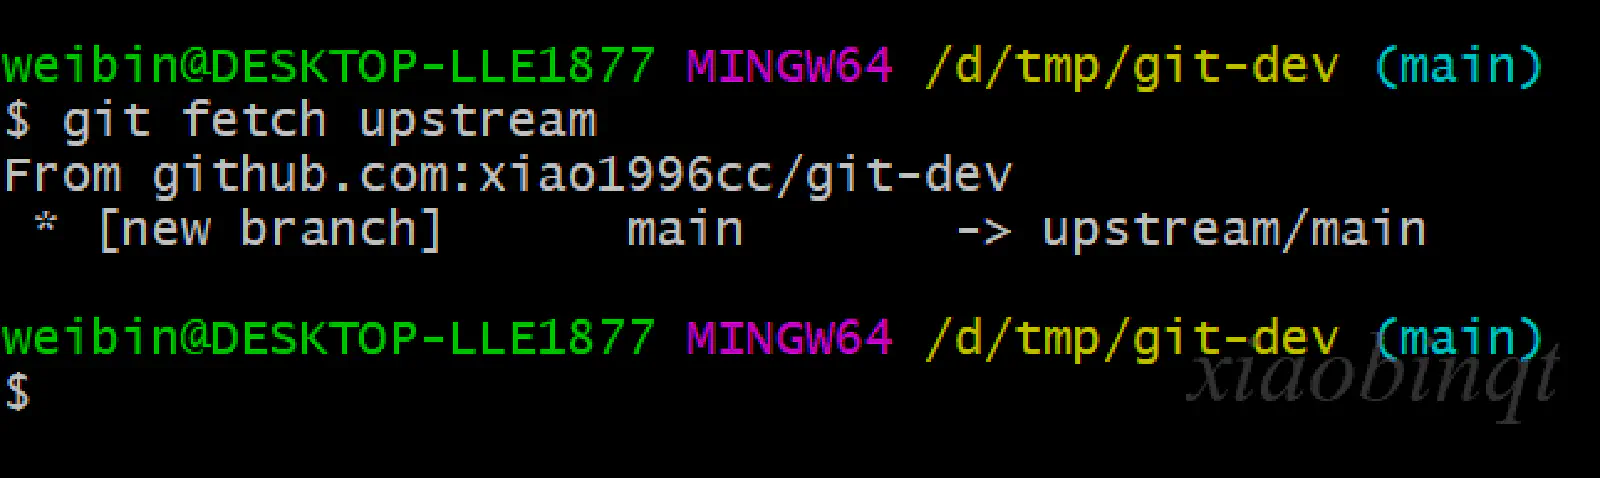 weibin@DESKTOP-LLE1877 MINGW64 /d/tmp/git-dev (main)
$ git fetch upstream
From github.com:xiao1996cc/git-dev
 * [new branch]      main       -> upstream/main

weibin@DESKTOP-LLE1877 MINGW64 /d/tmp/git-dev (main)
$
xiaobinqt